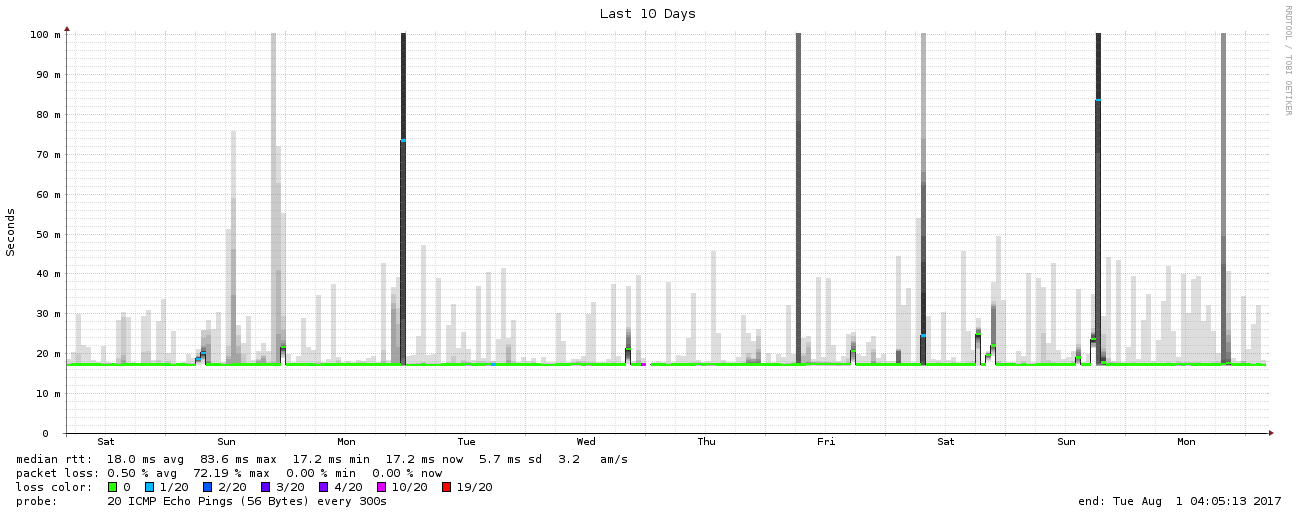 Last 10 Days
RRDTOOL / TOBI OETIKER
Seconds
100 m
90 m
80 m
70 m
60 m
50 m
40 m
30 m
20 m
10 m
0
Sat Sun Mon Tue Wed Thu Fri Sat Sun Mon
median rtt: 18.0 ms avg 83.6 ms max 17.2 ms min 17.2 ms now 5.7 ms sd 3.2 am/s
packet loss: 0.50 % avg 72.19 % max 0.00 % min 0.00 % now
loss color: 0 1/20 2/20 3/20 4/20 10/20 19/20
probe: 20 ICMP Echo Pings (56 Bytes) every 300s end: Tue Aug 1 04:05:13 2017